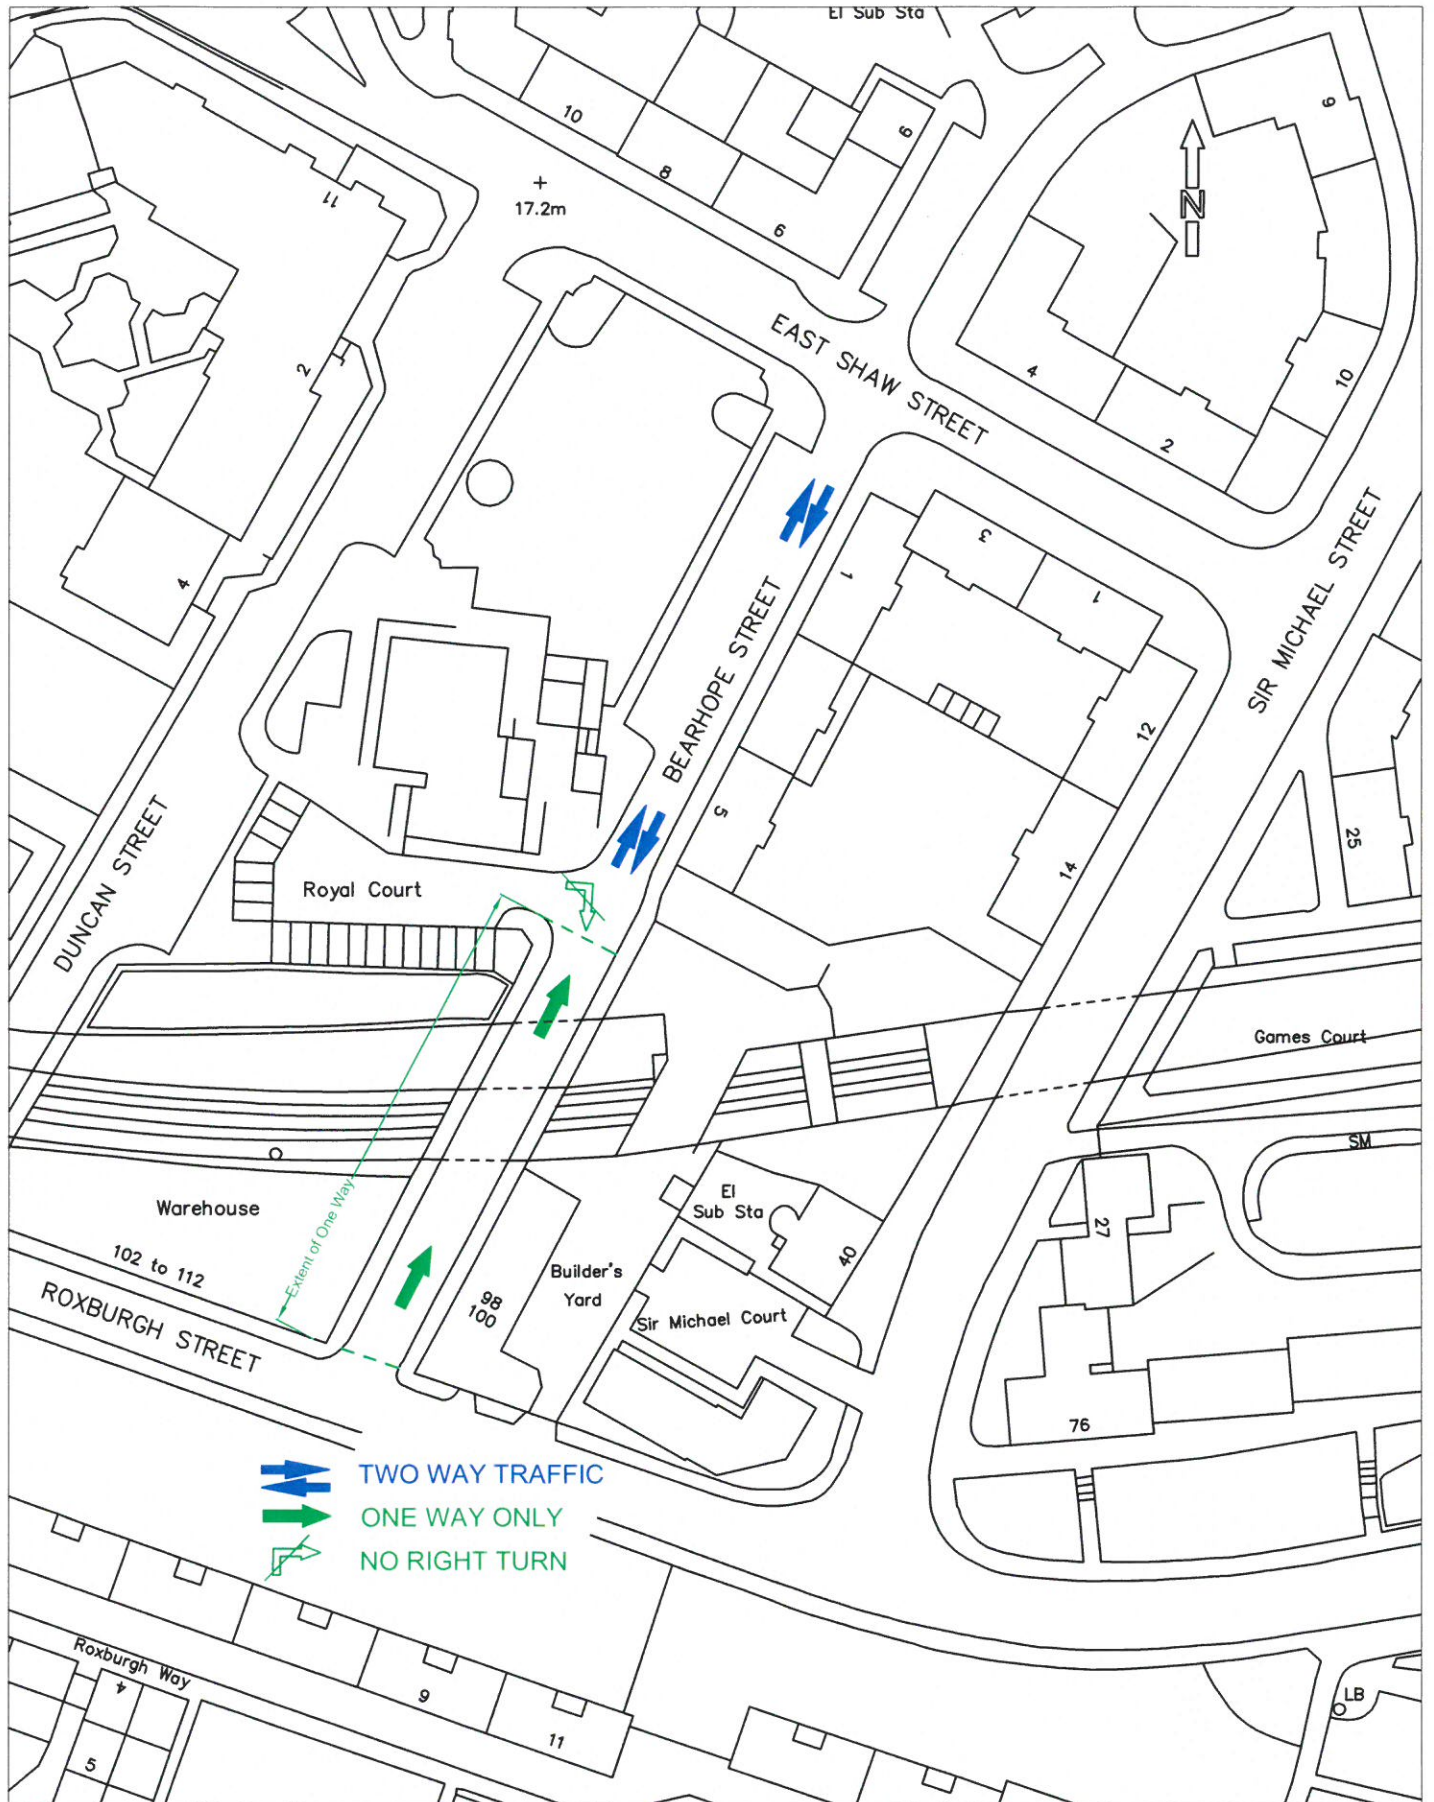 El Sub Sta
10
8
6
6
9
11
17.2m
N
EAST SHAW STREET
2
4
2
10
4
3
1
1
BEARHOPE STREET
SIR MICHAEL STREET
12
5
14
25
DUNCAN STREET
Royal Court
Games Court
SM
Extent of One Way
Warehouse
102 to 112
ROXBURGH STREET
El
Sub Sta
27
40
Builder's
Yard
98
100
Sir Michael Court
76
TWO WAY TRAFFIC
ONE WAY ONLY
NO RIGHT TURN
Roxburgh Way
4
9
11
5
LB